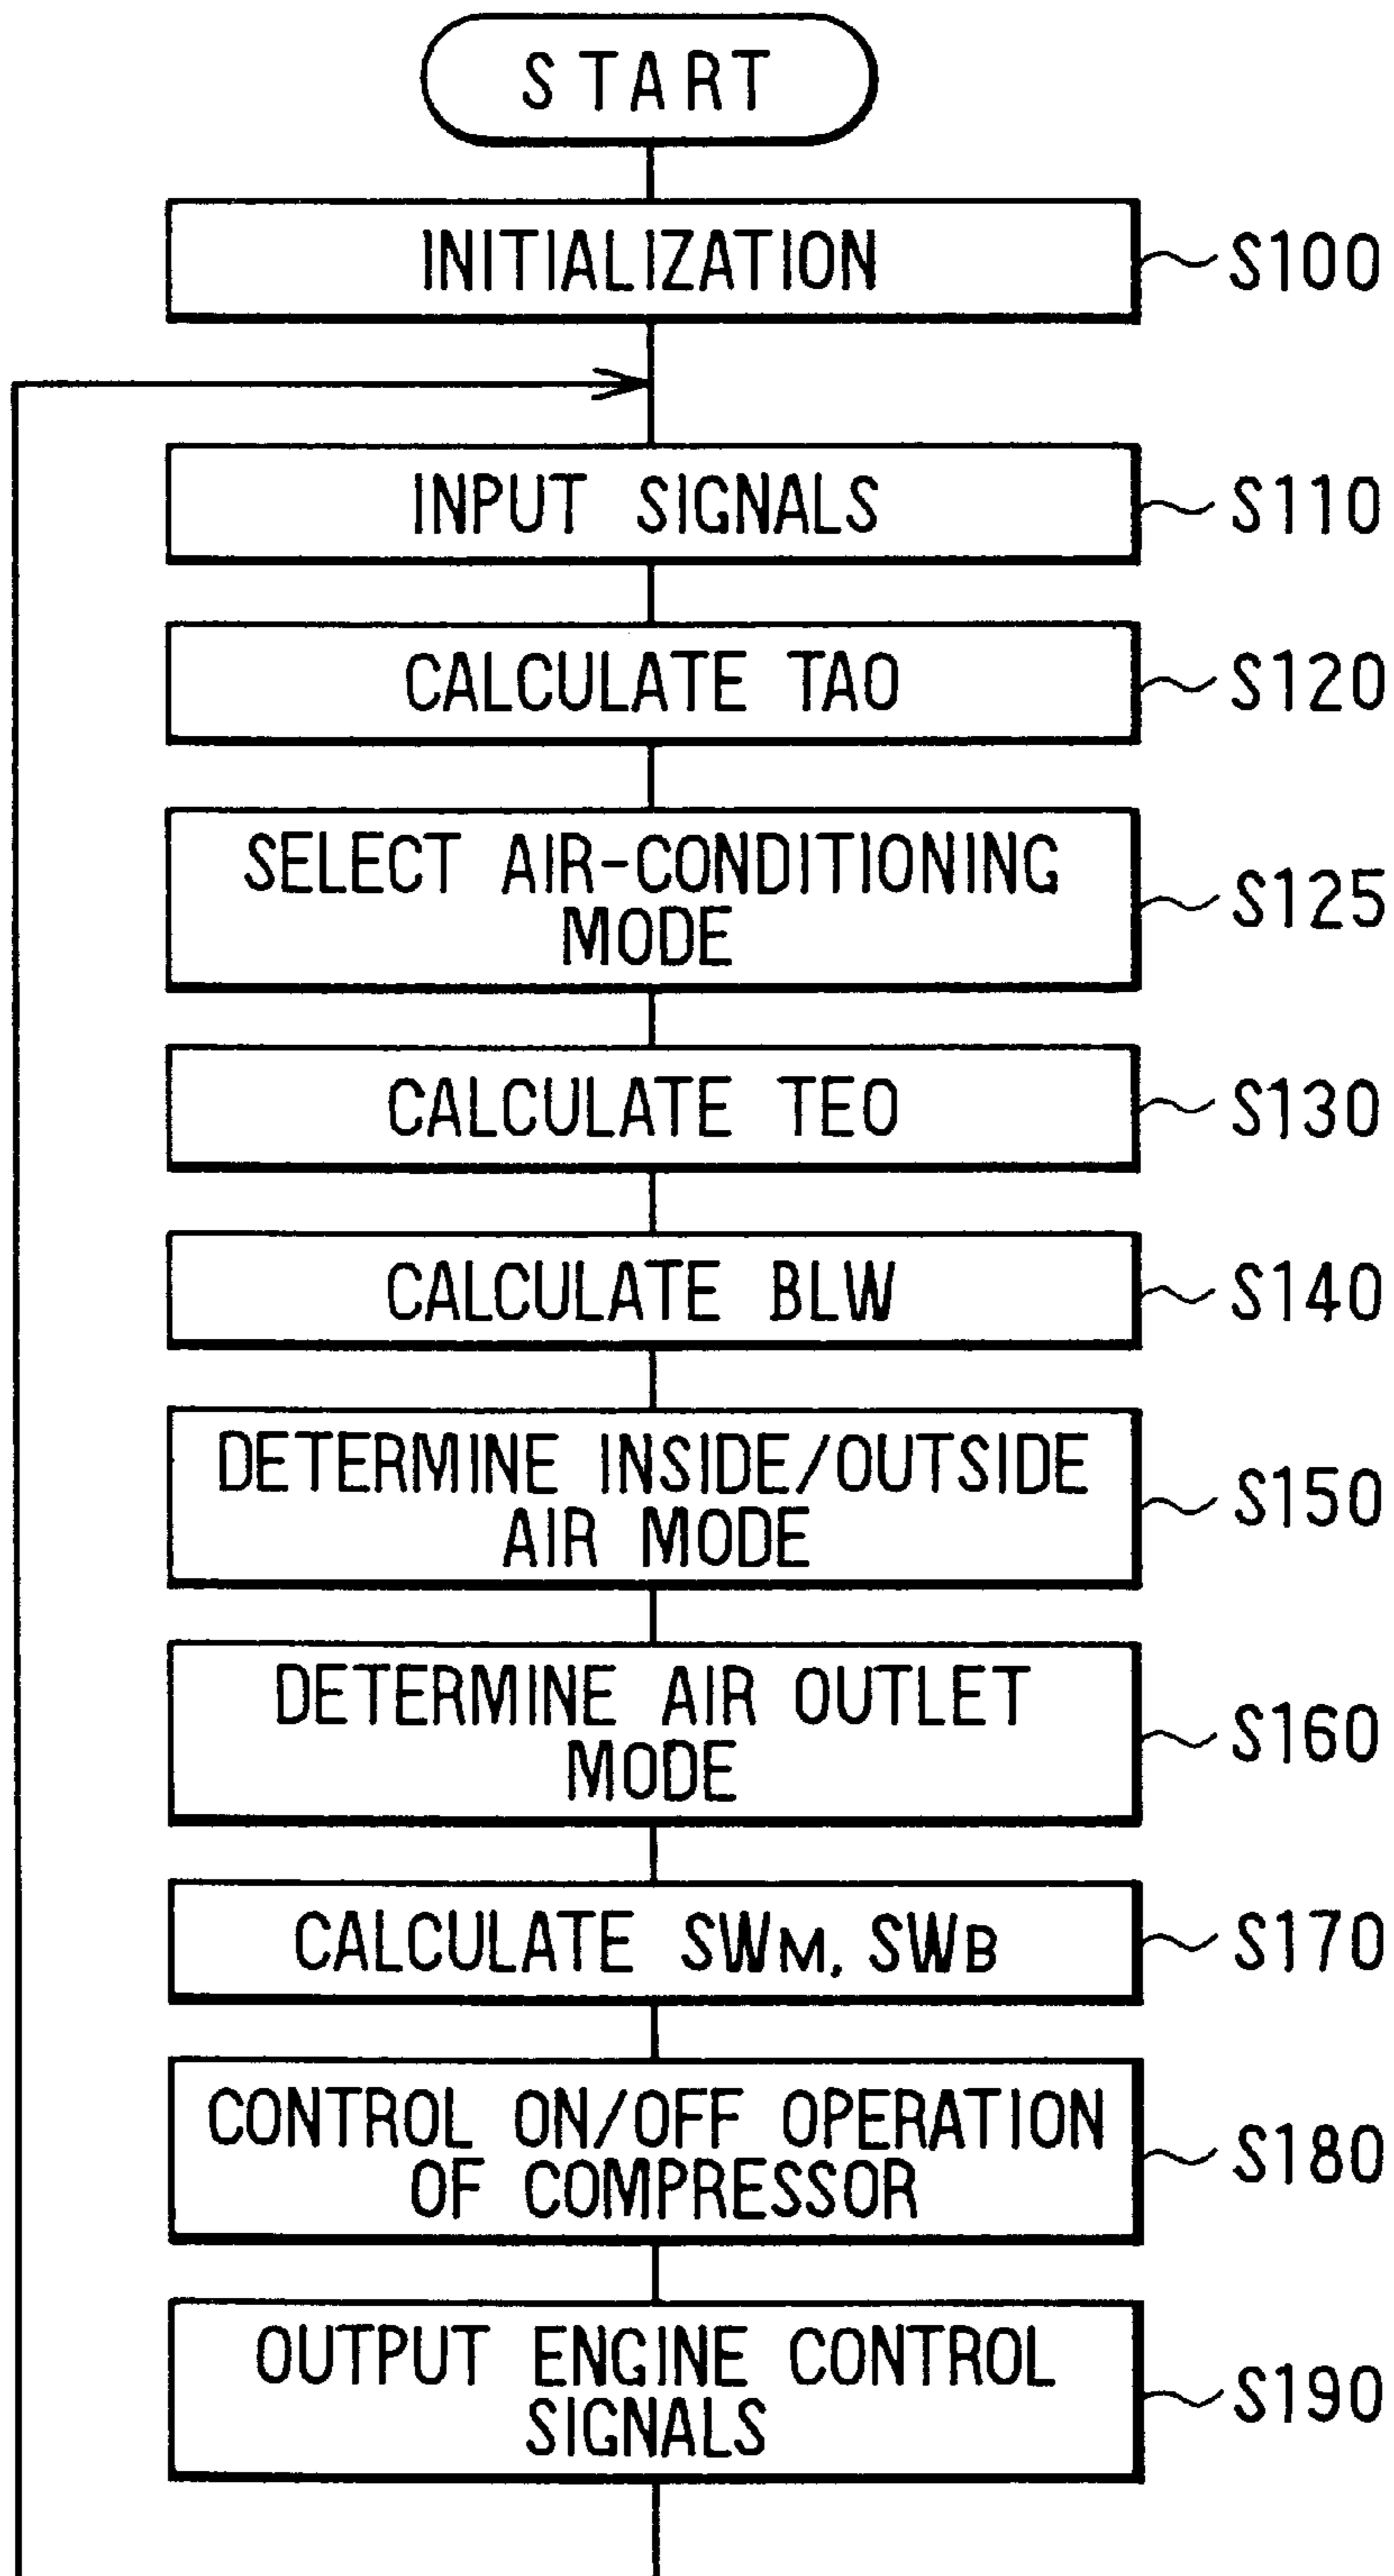 START
INITIALIZATION
S100
INPUT SIGNALS
S110
CALCULATE TAO
S120
SELECT AIR-CONDITIONING
MODE
S125
CALCULATE TEO
S130
CALCULATE BLW
S140
DETERMINE INSIDE/OUTSIDE
AIR MODE
S150
DETERMINE AIR OUTLET
MODE
S160
CALCULATE SWM, SWB
S170
CONTROL ON/OFF OPERATION
OF COMPRESSOR
S180
OUTPUT ENGINE CONTROL
SIGNALS
S190